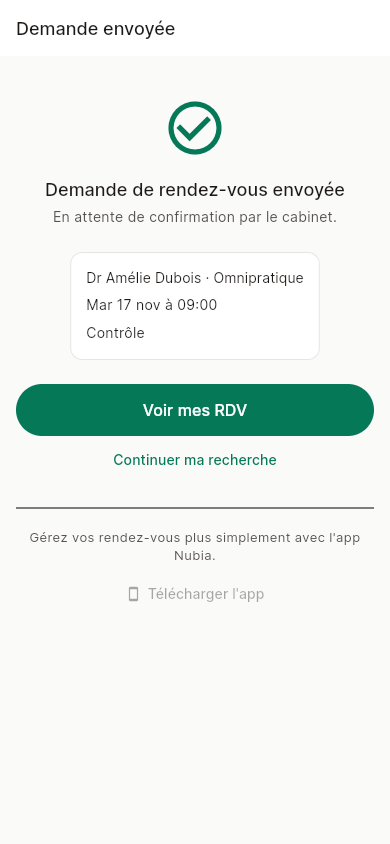 Demande envoyée
Demande de rendez-vous envoyée
En attente de confirmation par le cabinet.
Dr Amélie Dubois · Omnipratique
Mar 17 nov à 09:00
Contrôle
Voir mes RDV
Continuer ma recherche
Gérez vos rendez-vous plus simplement avec l'app
Nubia.
Télécharger l'app